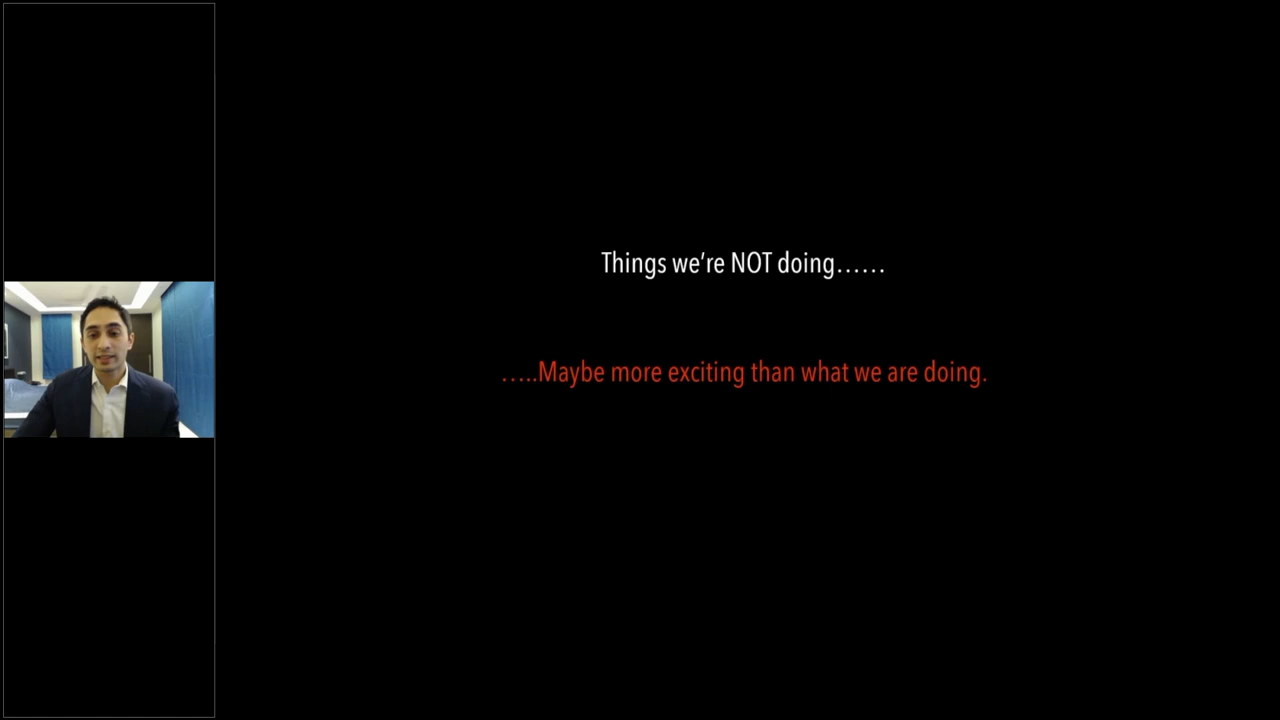 Things we’re NOT doing……
…..Maybe more exciting than what we are doing.